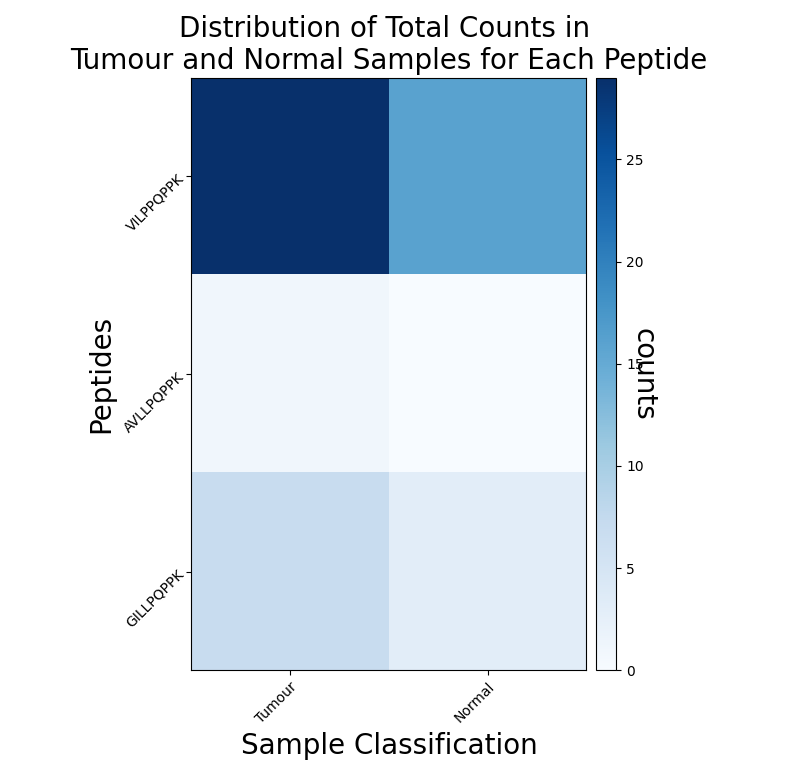 Distribution of Total Counts in
Tumour and Normal Samples for Each Peptide
Peptides
VILPPQPPK
AVLLPQPPK
GILLPQPPK
Tumour
Normal
Sample Classification
25
20
15
10
5
0
counts